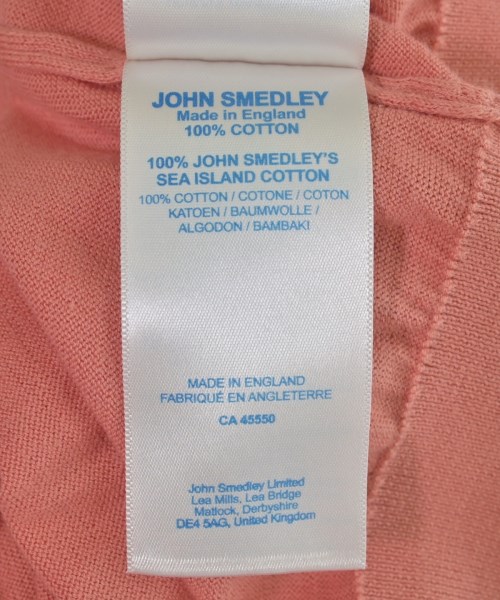 JOHN SMEDLEY
Made in England
100% COTTON
100% JOHN SMEDLEY'S
SEA ISLAND COTTON
100% COTTON / COTONE / COTON
KATOEN / BAUMWOLLE /
ALGODON / BAMBAKI
MADE IN ENGLAND
FABRIQUÉ EN ANGLETERRE
CA 45550
John Smedley Limited
Lea Mills, Lea Bridge
Matlock, Derbyshire
DE4 5AG, United Kingdom